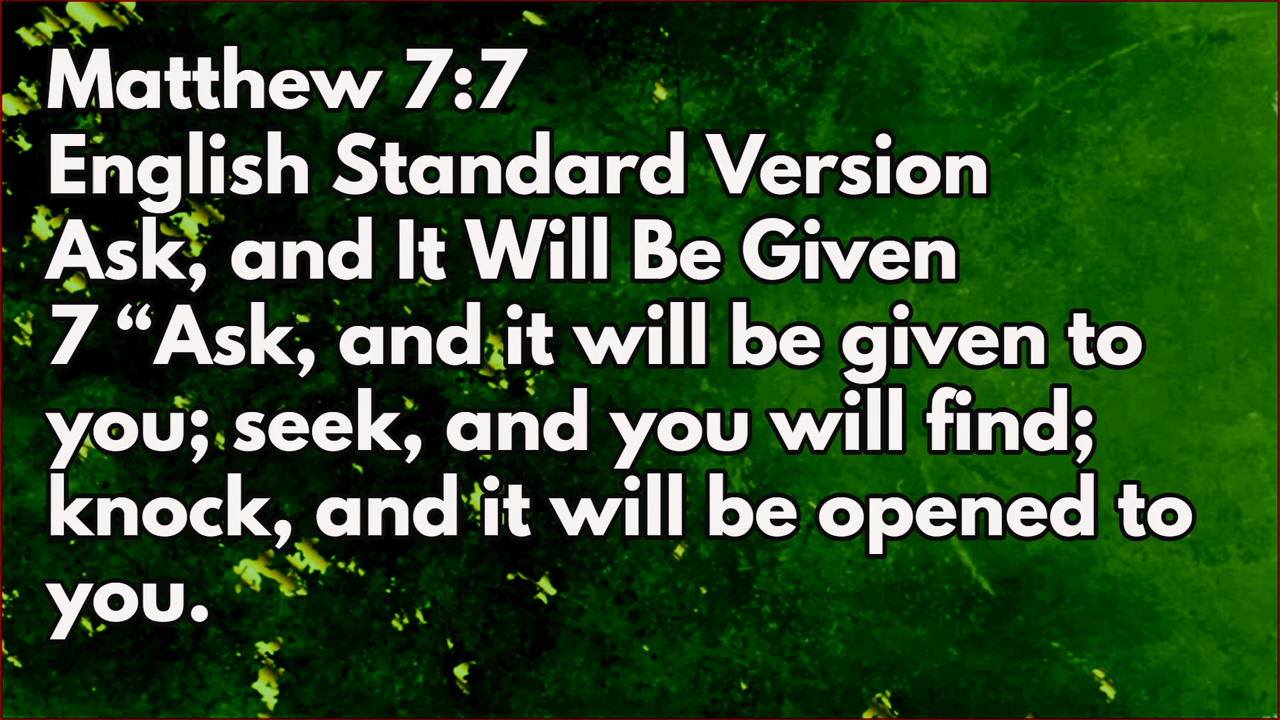 Matthew 7:7
English Standard Version
Ask, and It Will Be Given
7 “Ask, and it will be given to
you; seek, and you will find;
knock, and it will be opened to
you.